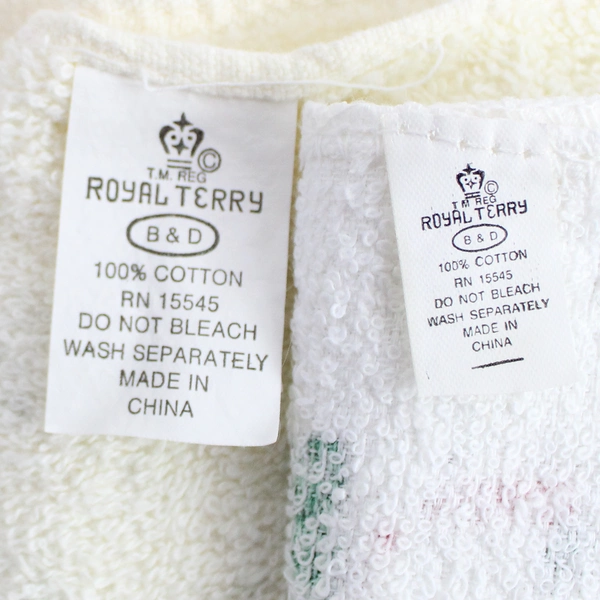 ©
T.M. REG
ROYAL TERRY
B & D
100% COTTON
RN 15545
DO NOT BLEACH
WASH SEPARATELY
MADE IN
CHINA
©
T.M. REG
ROYAL TERRY
B & D
100% COTTON
RN 15545
DO NOT BLEACH
WASH SEPARATELY
MADE IN
CHINA